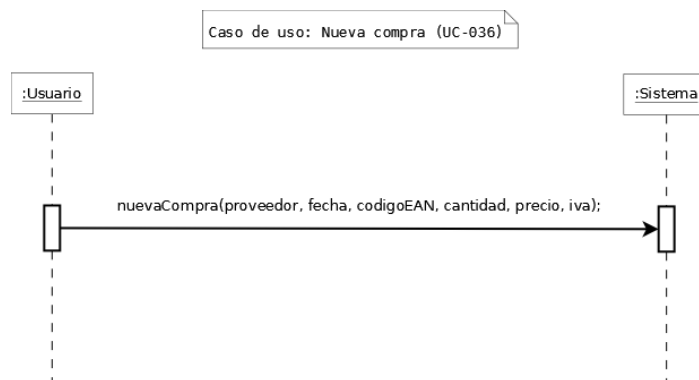 Caso de uso: Nueva compra (UC-036)
:Usuario
:Sistema
nuevaCompra(proveedor, fecha, codigoEAN, cantidad, precio, iva);